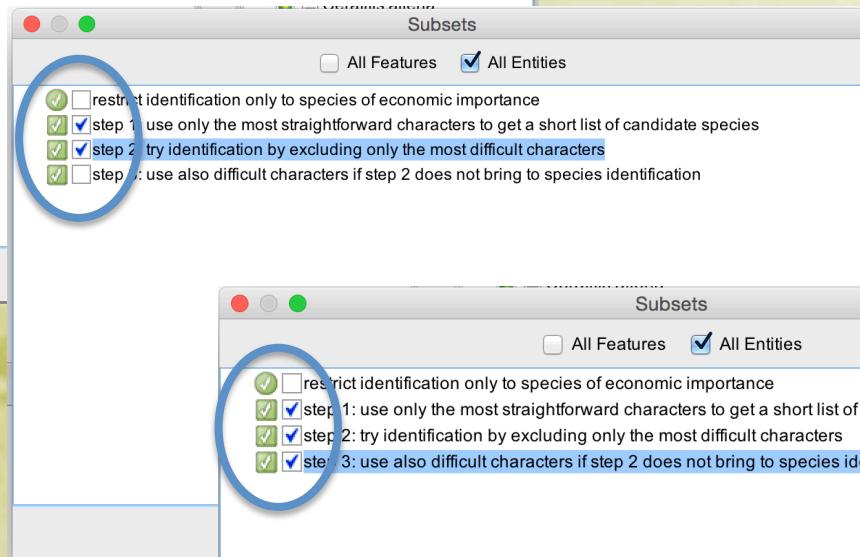 Subsets
All Features All Entities
restrict identification only to species of economic importance
step 1: use only the most straightforward characters to get a short list of candidate species
step 2: try identification by excluding only the most difficult characters
step 3: use also difficult characters if step 2 does not bring to species identification
Subsets
All Features All Entities
restrict identification only to species of economic importance
step 1: use only the most straightforward characters to get a short list of
step 2: try identification by excluding only the most difficult characters
step 3: use also difficult characters if step 2 does not bring to species ide